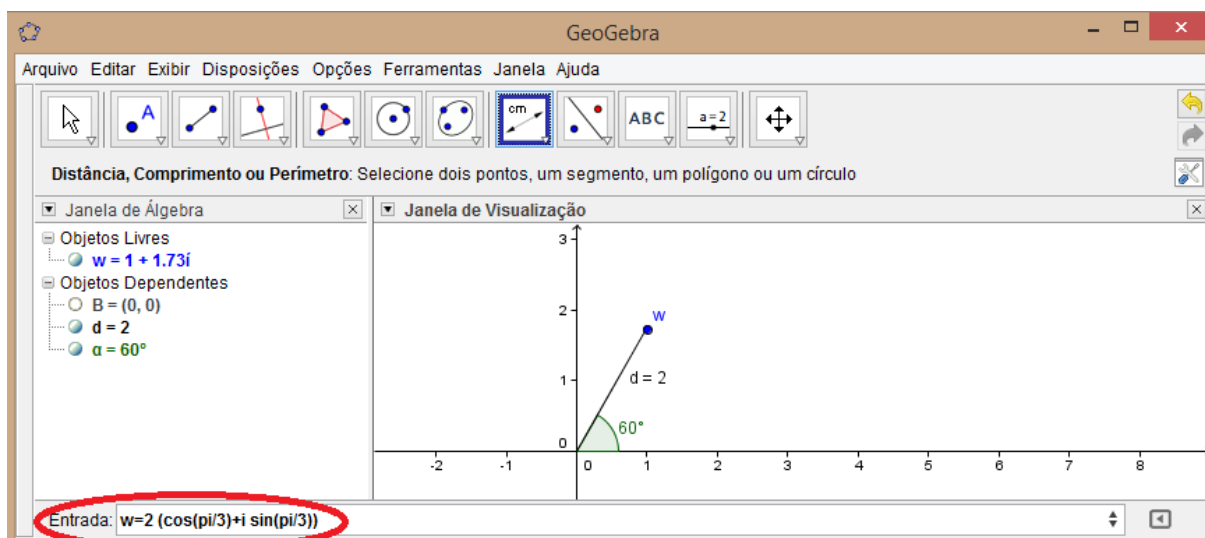 GeoGebra
Arquivo Editar Exibir Disposições Opções Ferramentas Janela Ajuda
A
cm
ABC
a=2
Distância, Comprimento ou Perímetro: Selecione dois pontos, um segmento, um polígono ou um círculo
Janela de Álgebra
Objetos Livres
w = 1 + 1.73í
Objetos Dependentes
B = (0, 0)
d = 2
α = 60°
Janela de Visualização
3
2
w
1
d = 2
60°
0
-2 -1 0 1 2 3 4 5 6 7 8
Entrada: w=2 (cos(pi/3)+i sin(pi/3))